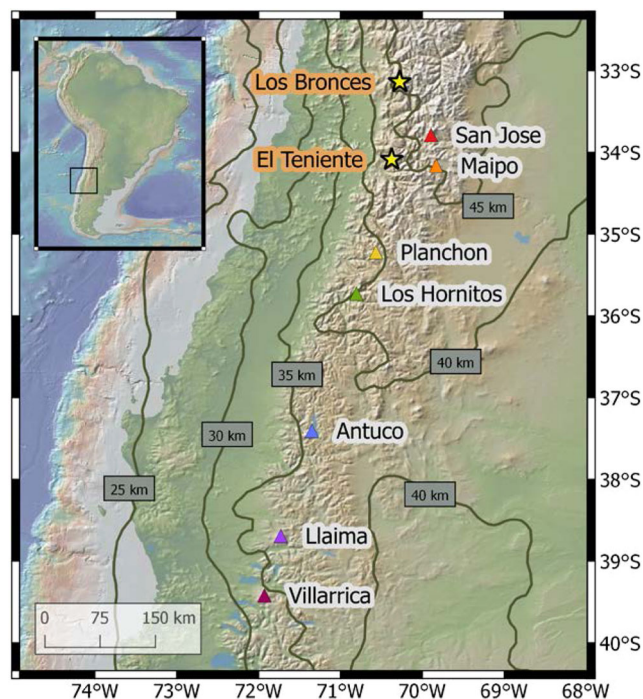 Los Bronces
33°S
San Jose
El Teniente
34°S
Maipo
45 km
35°S
Planchon
Los Hornitos
36°S
40 km
35 km
37°S
Antuco
30 km
38°S
25 km
40 km
Llaima
39°S
Villarrica
0 75 150 km
40°S
74°W 72°W 71°W 70°W 69°W 68°W